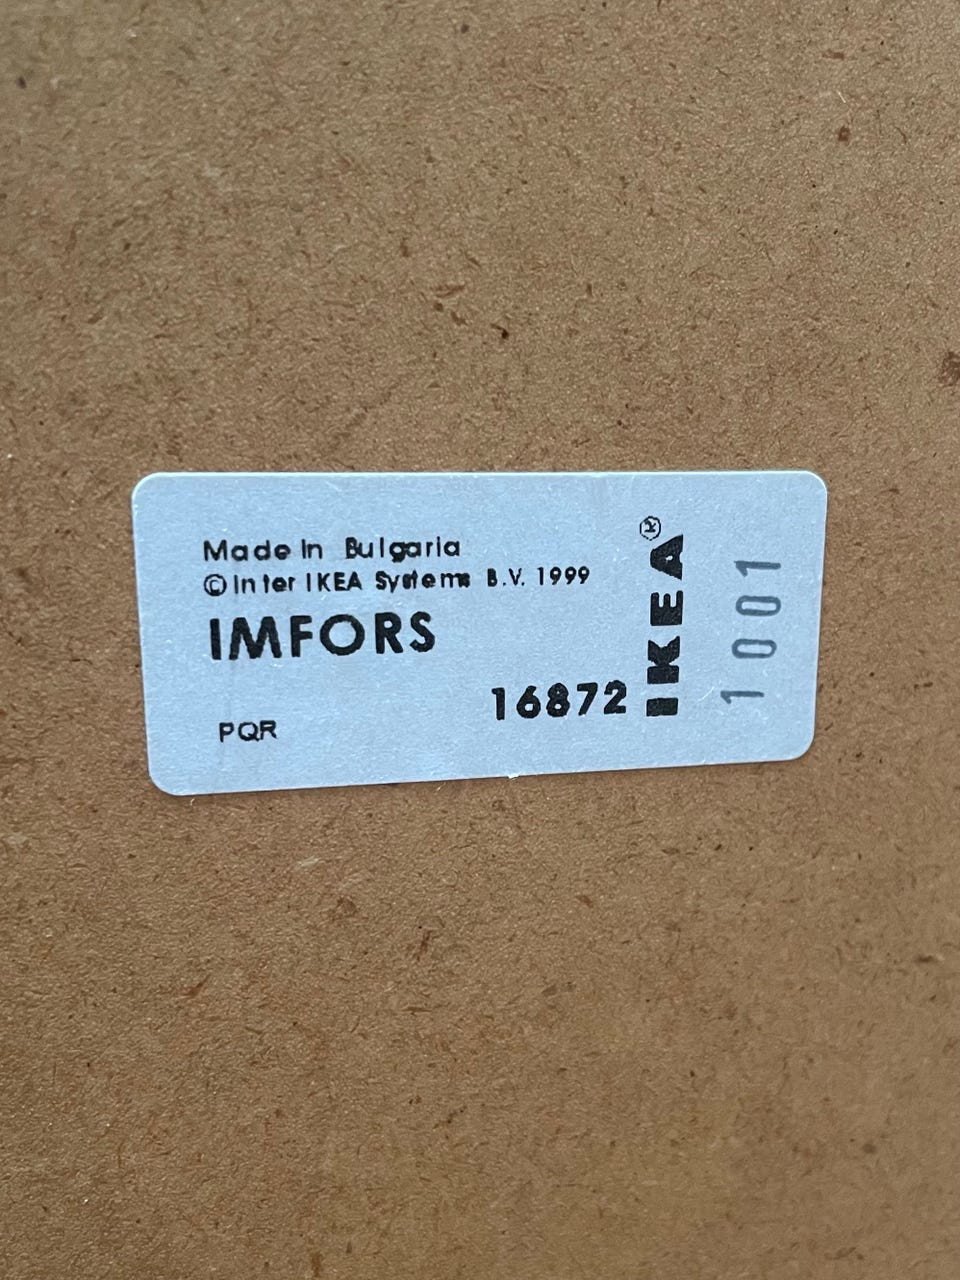 Made in Bulgaria
© Inter IKEA Systems B.V. 1999
IMFORS
16872
PQR
IKEA®
1001